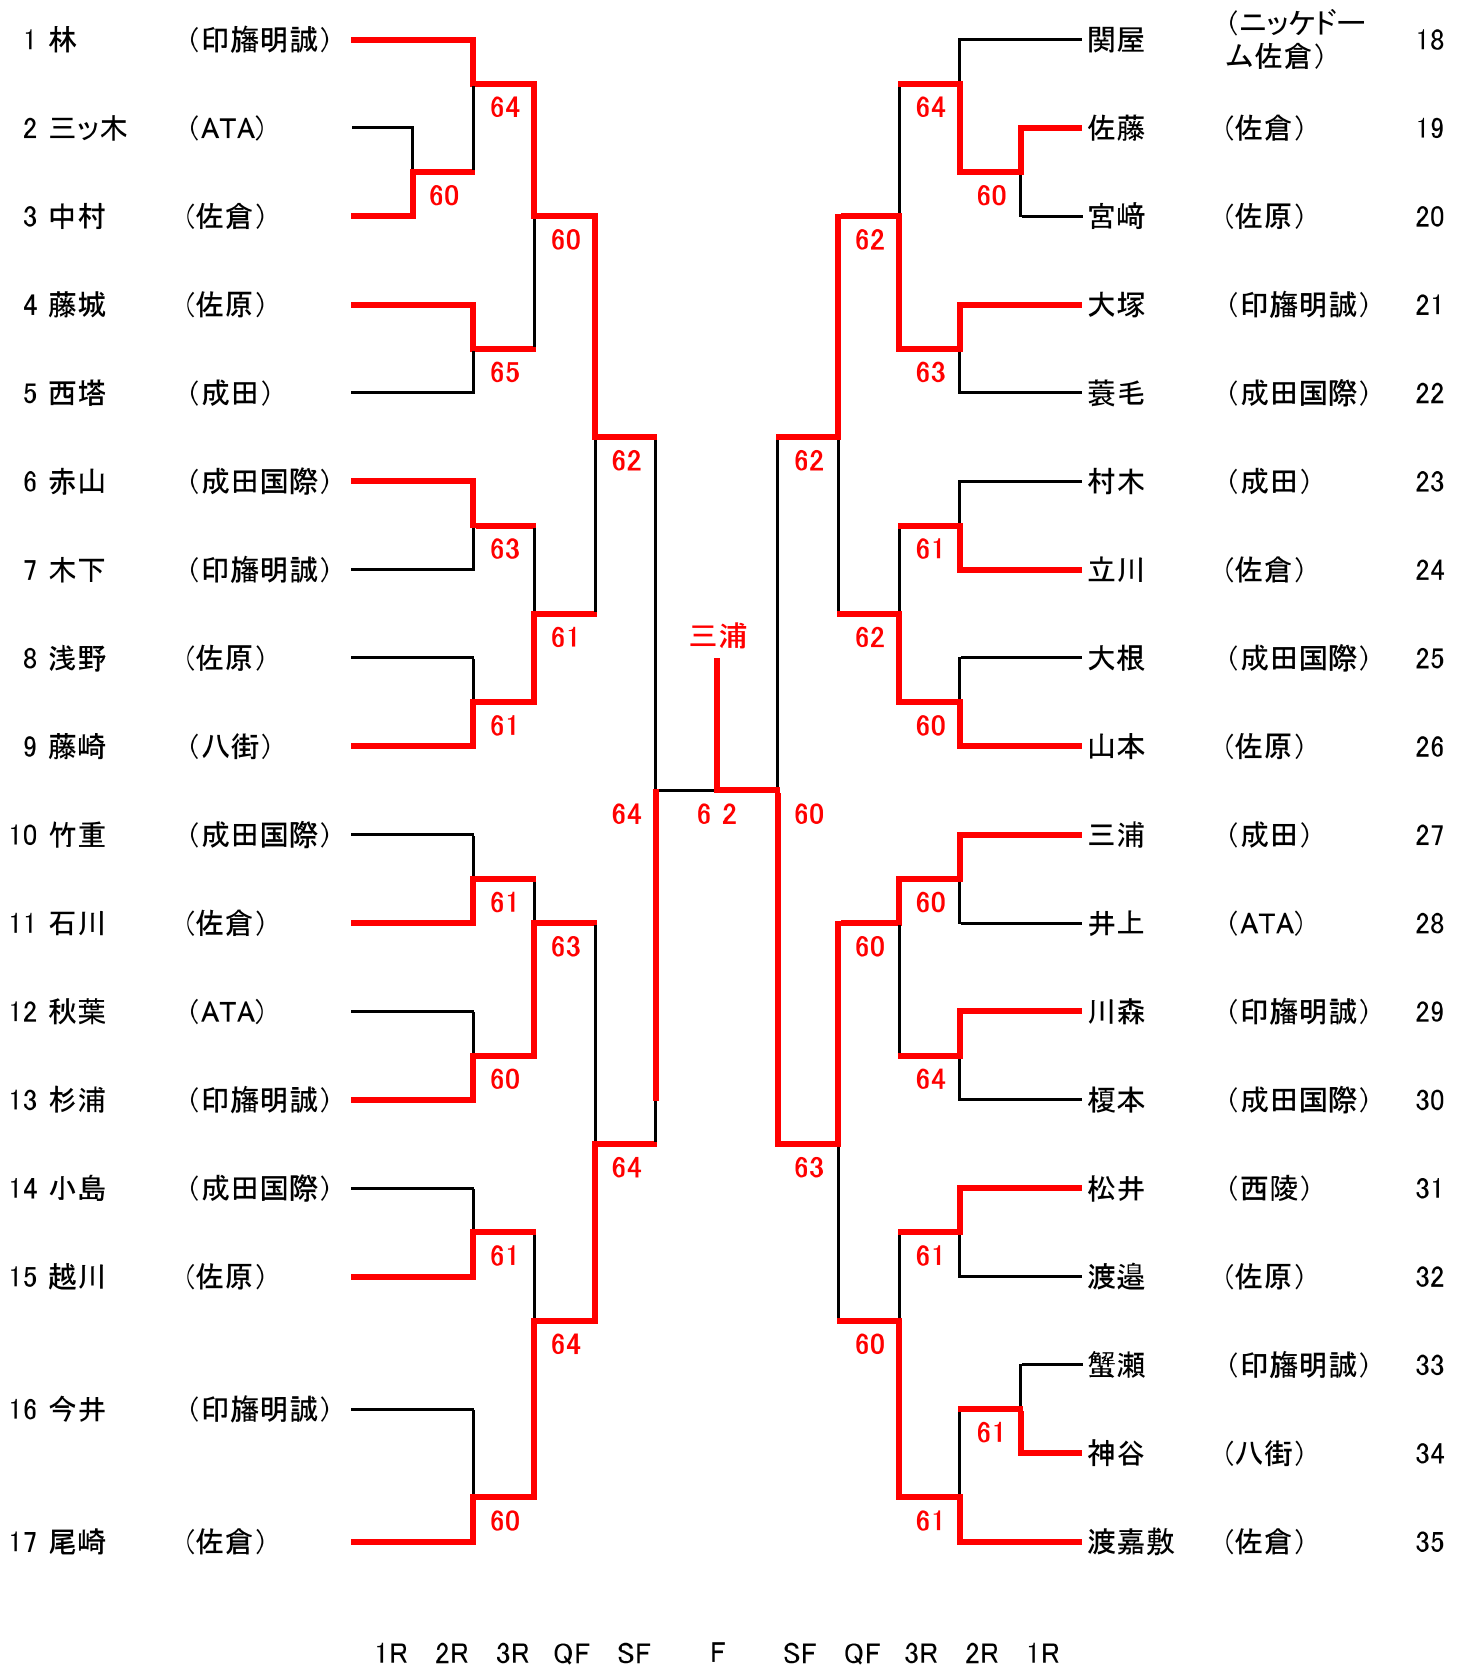 1 林 （印旛明誠）
2 三ッ木 （ATA）
3 中村 （佐倉）
4 藤城 （佐原）
5 西塔 （成田）
6 赤山 （成田国際）
7 木下 （印旛明誠）
8 浅野 （佐原）
9 藤崎 （八街）
10 竹重 （成田国際）
11 石川 （佐倉）
12 秋葉 （ATA）
13 杉浦 （印旛明誠）
14 小島 （成田国際）
15 越川 （佐原）
16 今井 （印旛明誠）
17 尾崎 （佐倉）
64
60
60
65
62
63
61
61
64
61
63
60
64
61
64
60
三浦
6 2
64
60
62
63
62
61
62
60
60
60
60
64
63
61
60
61
61
関屋 （ニッケドー
ム佐倉） 18
佐藤 （佐倉） 19
宮﨑 （佐原） 20
大塚 （印旛明誠） 21
蓑毛 （成田国際） 22
村木 （成田） 23
立川 （佐倉） 24
大根 （成田国際） 25
山本 （佐原） 26
三浦 （成田） 27
井上 （ATA） 28
川森 （印旛明誠） 29
榎本 （成田国際） 30
松井 （西陵） 31
渡邉 （佐原） 32
蟹瀬 （印旛明誠） 33
神谷 （八街） 34
渡嘉敷 （佐倉） 35
1R 2R 3R QF SF F SF QF 3R 2R 1R